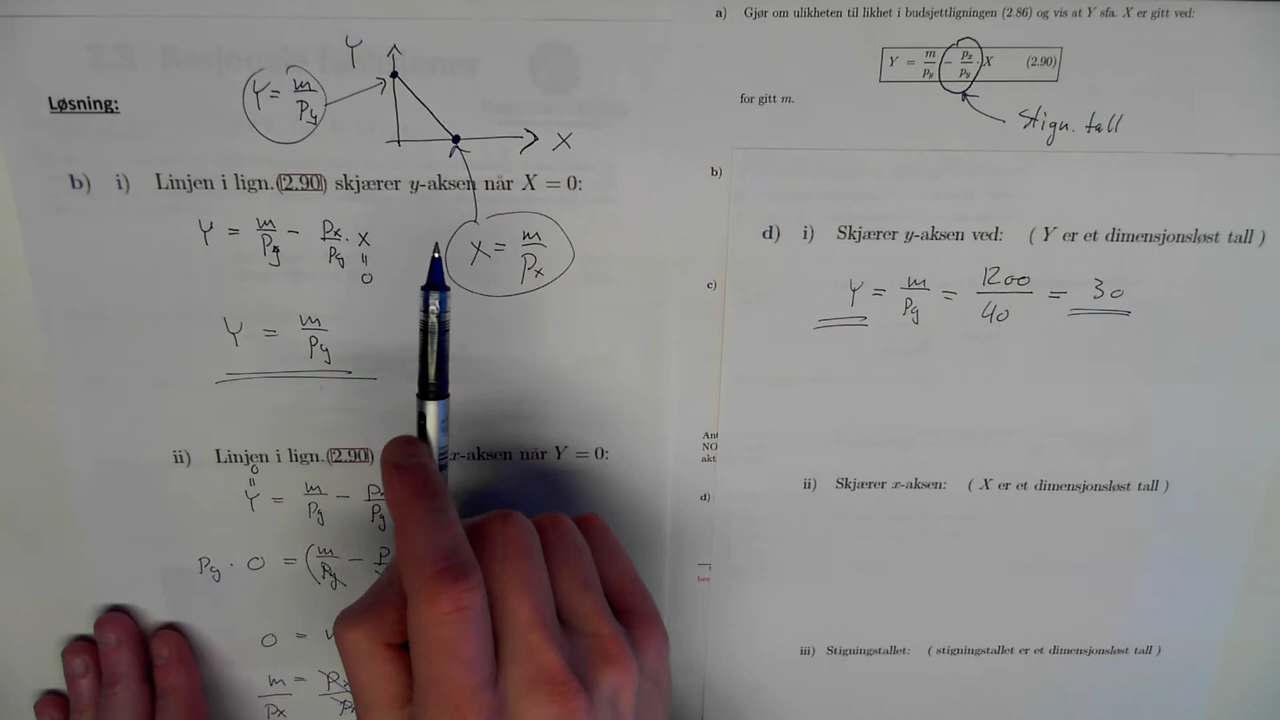 Løsning:
Y
Y = m/Py
X
b) i) Linjen i lign.(2.90) skjærer y-aksen når X = 0:
Y = m/Py - Px/Py · X
=
0
X = m/Px
Y = m/Py
ii) Linjen i lign.(2.90) x-aksen når Y = 0:
0
=
Y = m/Py - P
Py
Py · 0 = (m/Py - P
0 =
m/Px = Px
a) Gjør om ulikheten til likhet i budsjettligningen (2.86) og vis at Y sfa. X er gitt ved:
Y = m/py - px/py · X (2.90)
for gitt m.
Stign. tall
b)
d) i) Skjærer y-aksen ved: ( Y er et dimensjonsløst tall )
c)
Y = m/Py = 1200/40 = 30
NO
akt
d)
ii) Skjærer x-aksen: ( X er et dimensjonsløst tall )
iii) Stigningstallet: ( stigningstallet er et dimensjonsløst tall )